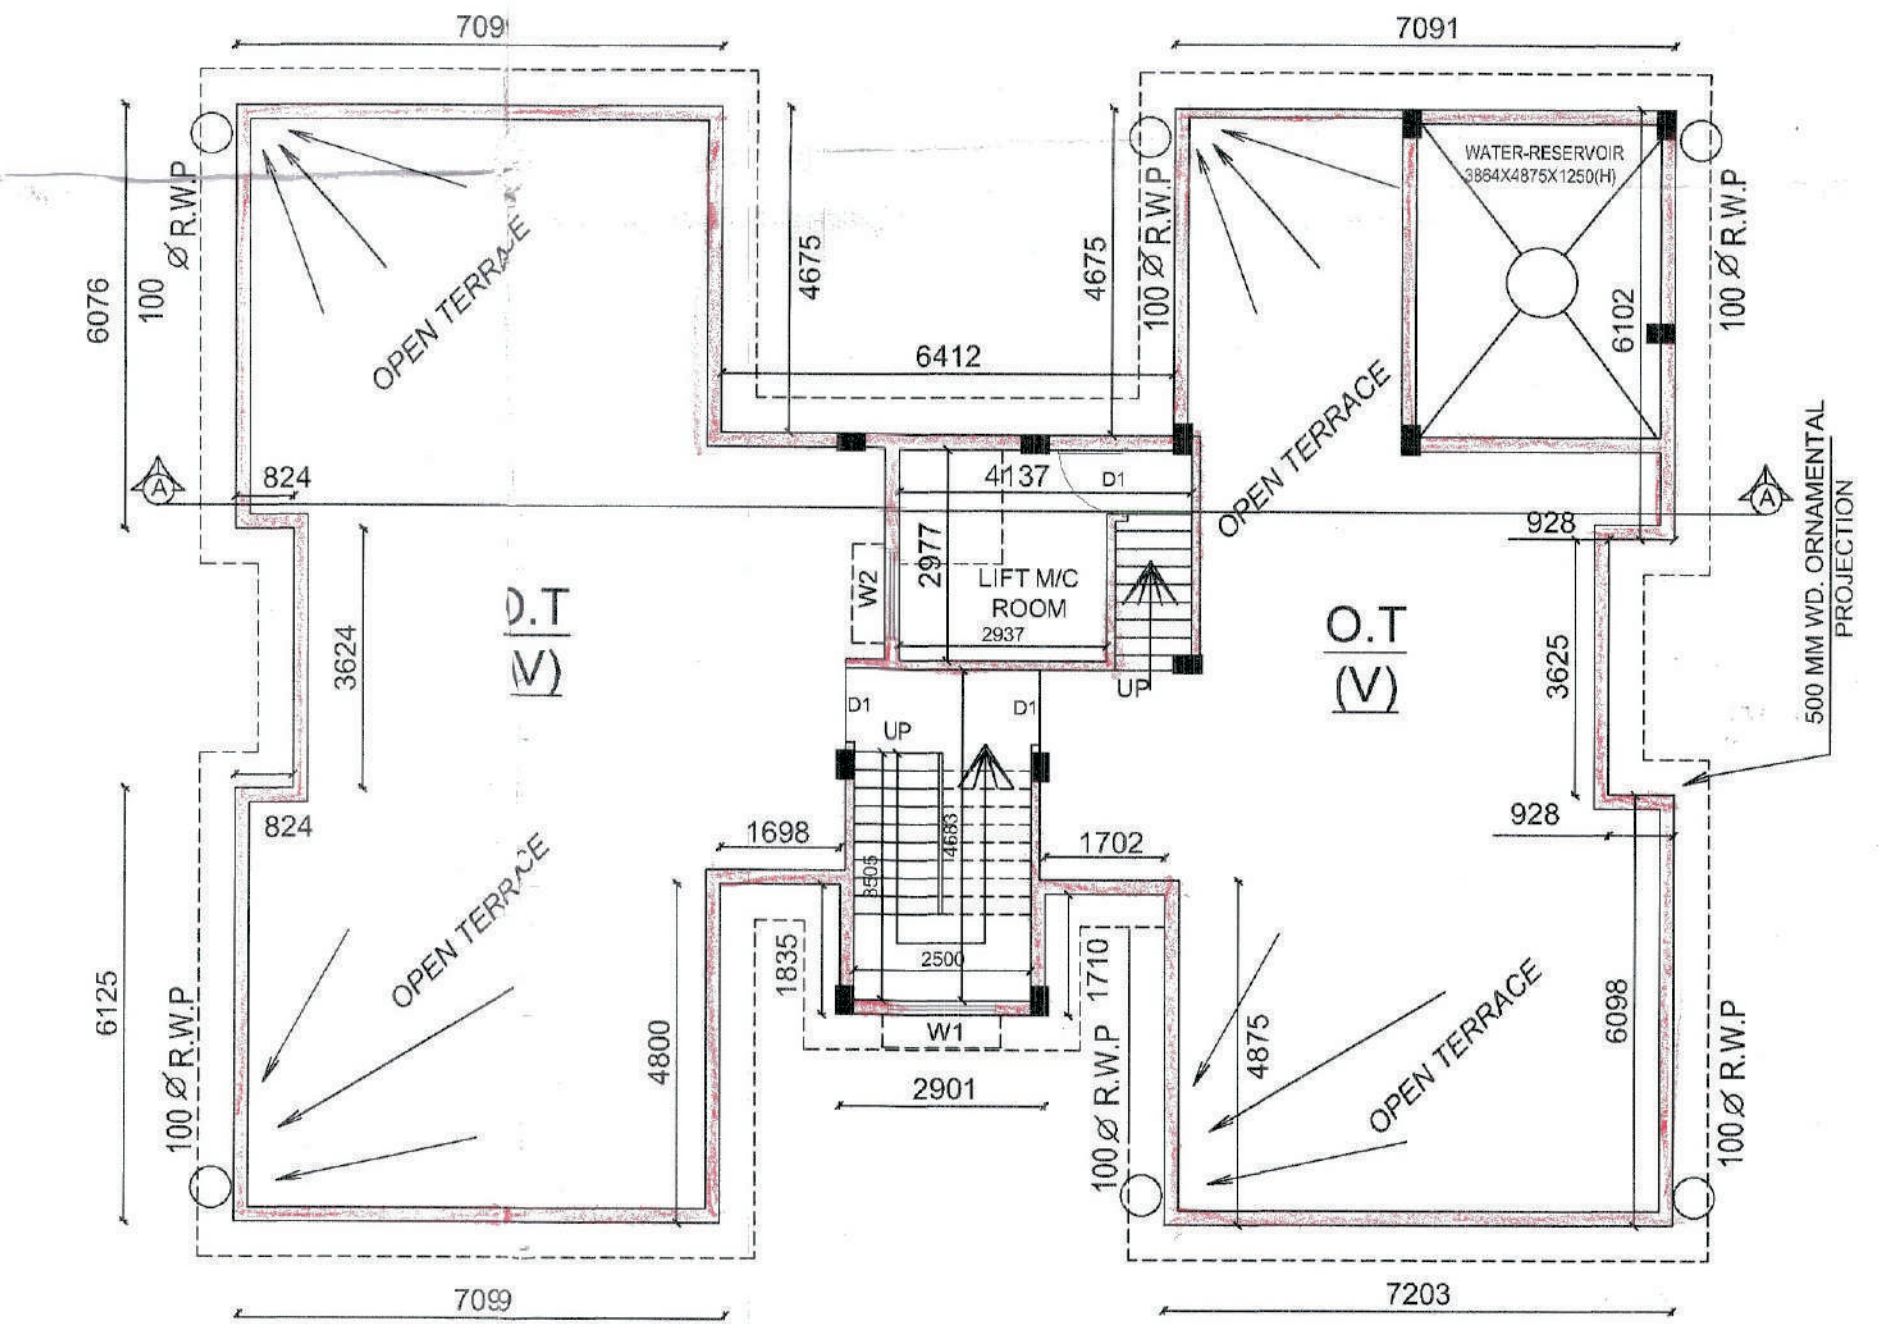 709
7091
WATER-RESERVOIR
3864X4875X1250(H)
100 Ø R.W.P
OPEN TERRACE
6076
4675
4675
100 Ø R.W.P
6102
100 Ø R.W.P
6412
OPEN TERRACE
A
824
4137
D1
928
A
500 MM WD. ORNAMENTAL
PROJECTION
2977
W2
LIFT M/C
ROOM
2937
3624
.T
V)
O.T
(V)
3625
UP
D1
D1
UP
824
1698
4683
1702
928
3505
OPEN TERRACE
1835
2500
1710
W1
6125
100 Ø R.W.P
4800
2901
100 Ø R.W.P
4875
OPEN TERRACE
6098
100 Ø R.W.P
7099
7203